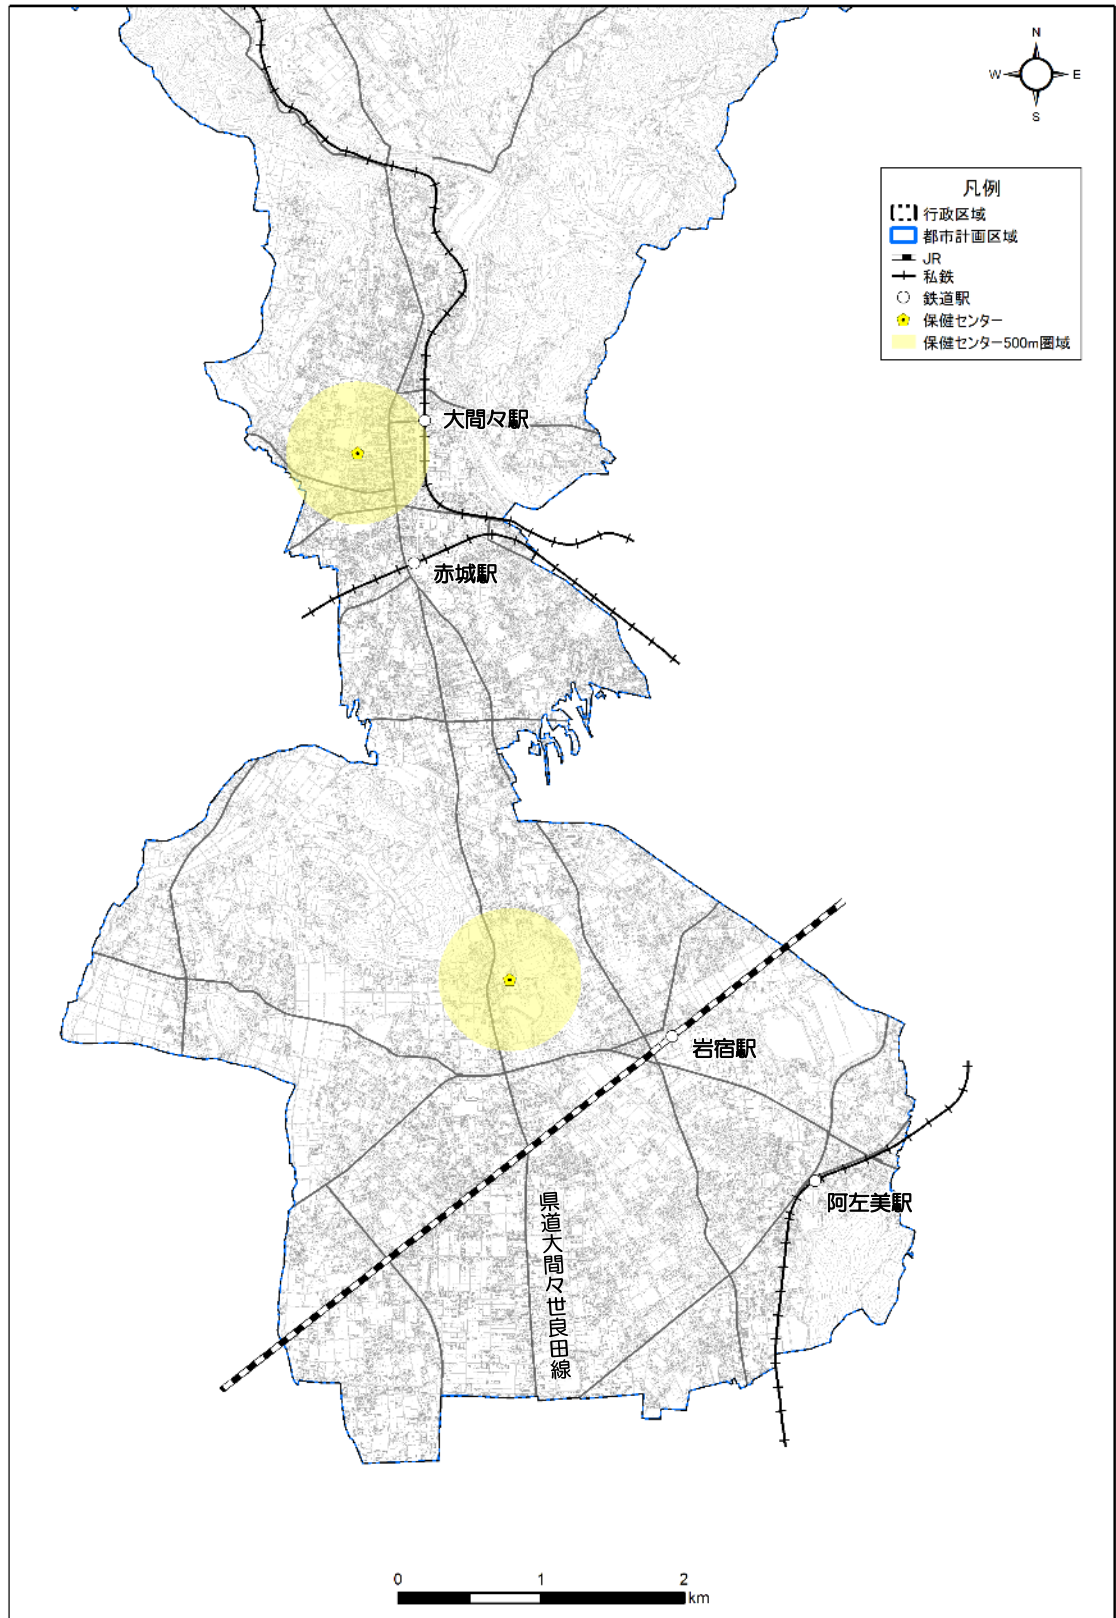 N
W
E
S
凡例
行政区域
都市計画区域
JR
私鉄
鉄道駅
保健センター
保健センター500m圏域
大間々駅
赤城駅
岩宿駅
阿左美駅
県道大間々世良田線
0 1 2
km